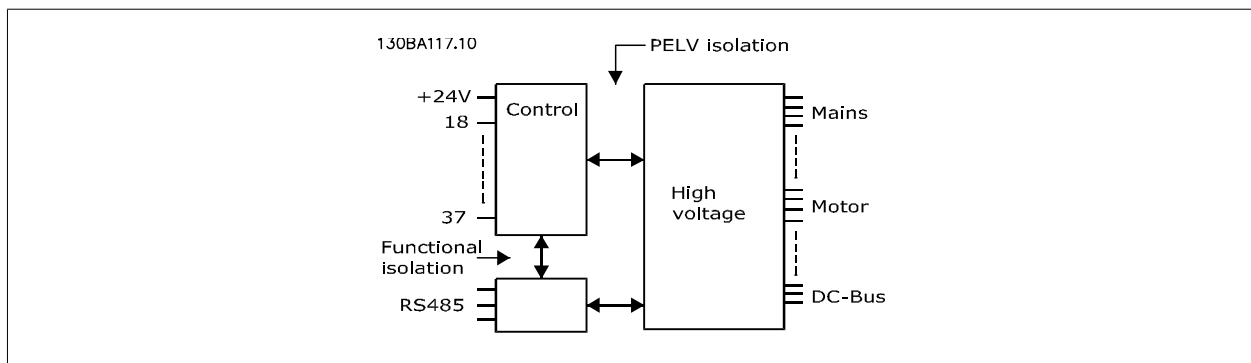 130BA117.10
PELV isolation
+24V
Control
18
Mains
High
voltage
37
Motor
Functional
isolation
RS485
DC-Bus